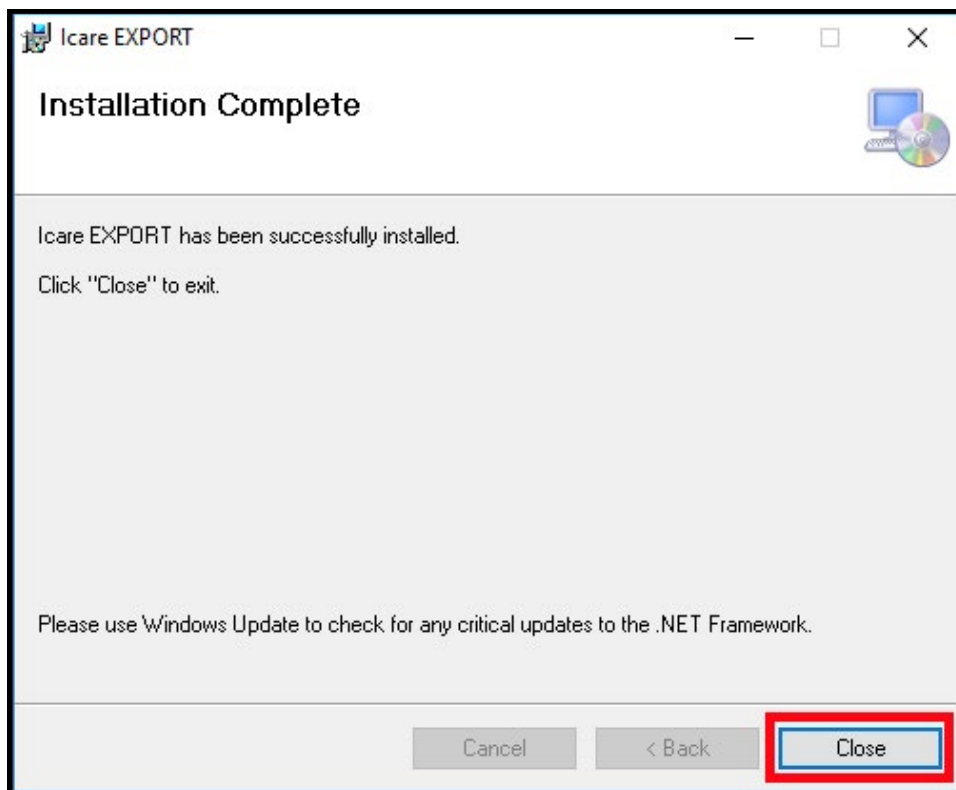 Icare EXPORT
Installation Complete
Icare EXPORT has been successfully installed.
Click "Close" to exit.
Please use Windows Update to check for any critical updates to the .NET Framework.
Cancel
< Back
Close